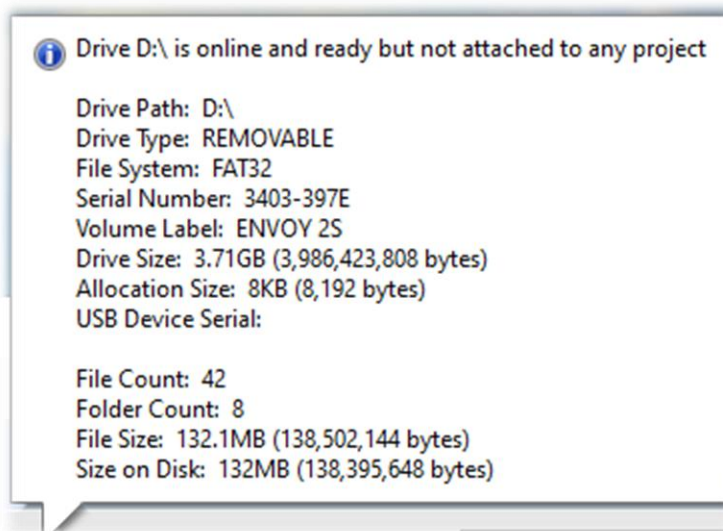 Drive D:\ is online and ready but not attached to any project
Drive Path: D:\
Drive Type: REMOVABLE
File System: FAT32
Serial Number: 3403-397E
Volume Label: ENVOY 2S
Drive Size: 3.71GB (3,986,423,808 bytes)
Allocation Size: 8KB (8,192 bytes)
USB Device Serial:
File Count: 42
Folder Count: 8
File Size: 132.1MB (138,502,144 bytes)
Size on Disk: 132MB (138,395,648 bytes)